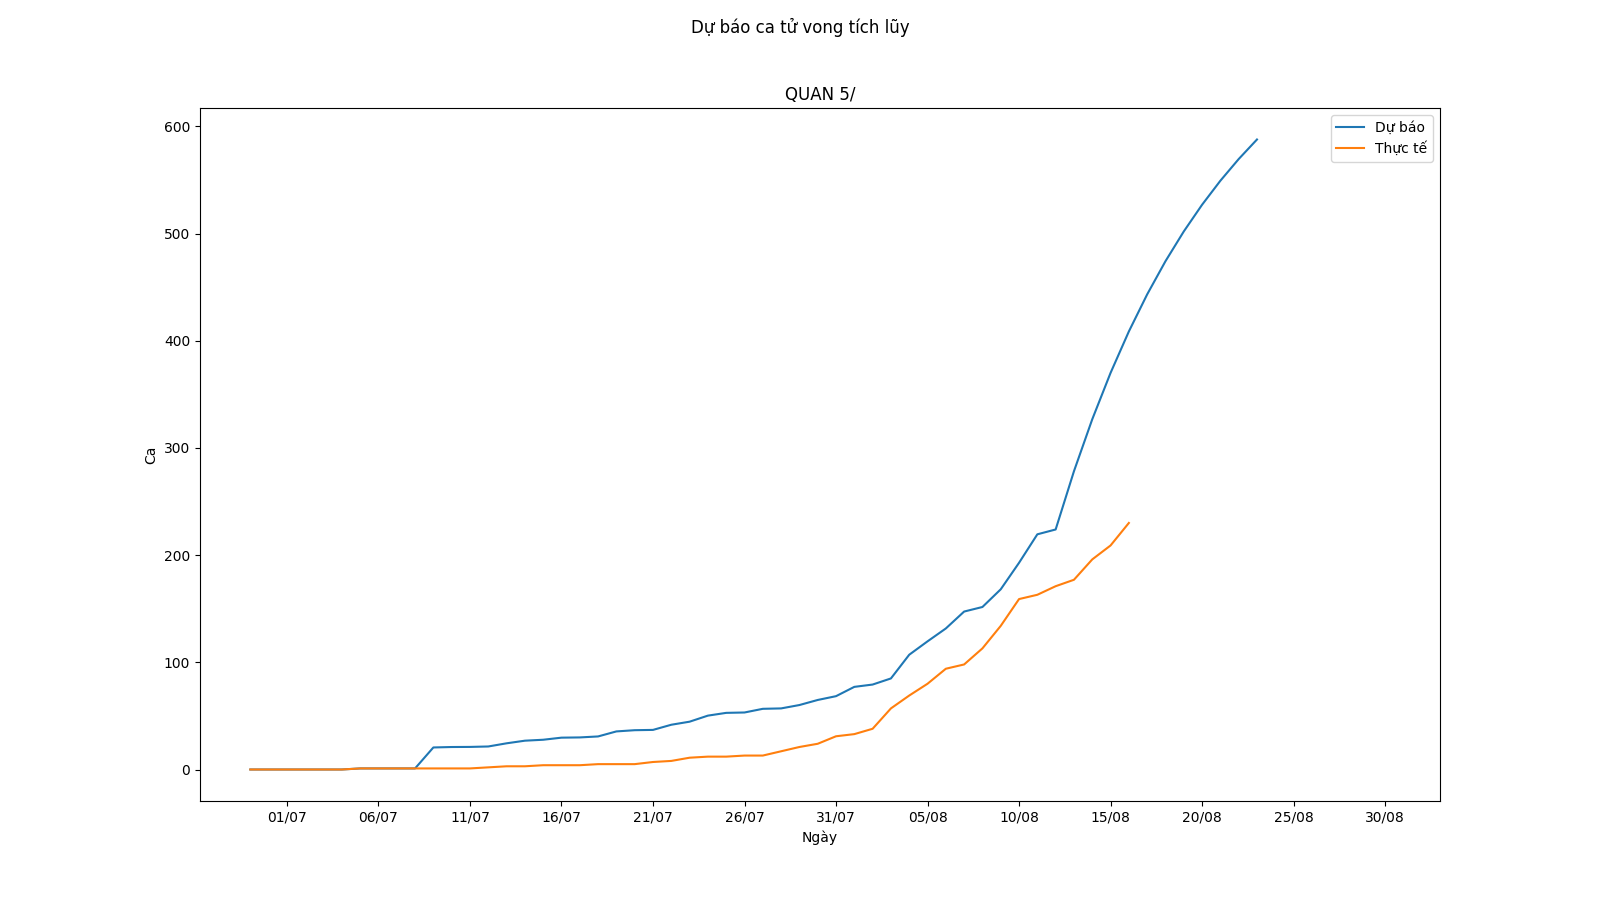 Dự báo ca tử vong tích lũy
QUAN 5/
Dự báo
Thực tế
600
500
400
300
200
100
0
Ca
01/07 06/07 11/07 16/07 21/07 26/07 31/07 05/08 10/08 15/08 20/08 25/08 30/08
Ngày